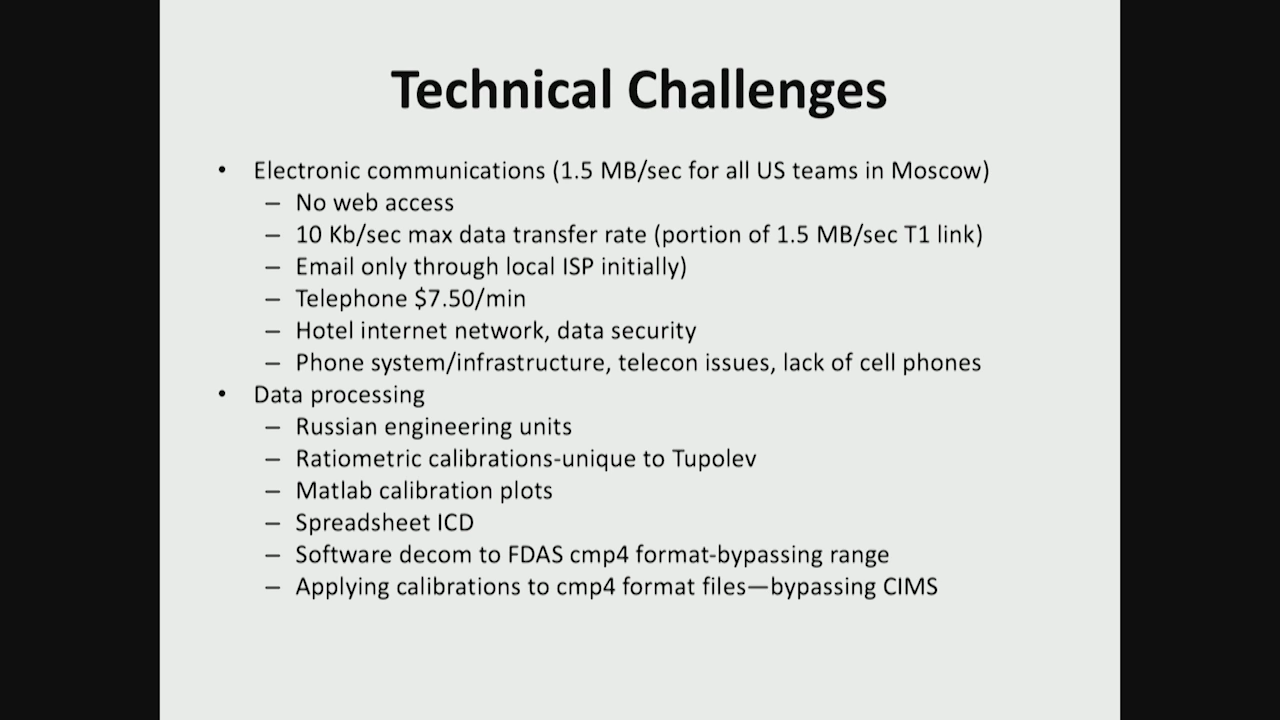 Technical Challenges
• Electronic communications (1.5 MB/sec for all US teams in Moscow)
– No web access
– 10 Kb/sec max data transfer rate (portion of 1.5 MB/sec T1 link)
– Email only through local ISP initially)
– Telephone $7.50/min
– Hotel internet network, data security
– Phone system/infrastructure, telecon issues, lack of cell phones
• Data processing
– Russian engineering units
– Ratiometric calibrations-unique to Tupolev
– Matlab calibration plots
– Spreadsheet ICD
– Software decom to FDAS cmp4 format-bypassing range
– Applying calibrations to cmp4 format files—bypassing CIMS